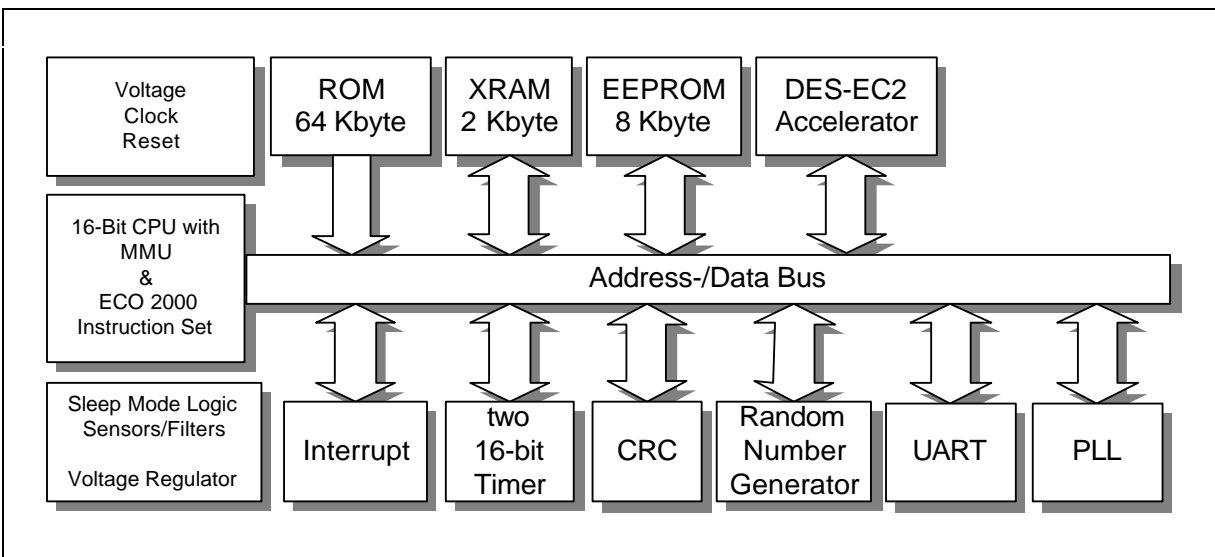 Voltage
Clock
Reset
ROM
64 Kbyte
XRAM
2 Kbyte
EEPROM
8 Kbyte
DES-EC2
Accelerator
16-Bit CPU with
MMU
&
ECO 2000
Instruction Set
Address-/Data Bus
Sleep Mode Logic
Sensors/Filters
Voltage Regulator
Interrupt
two
16-bit
Timer
CRC
Random
Number
Generator
UART
PLL